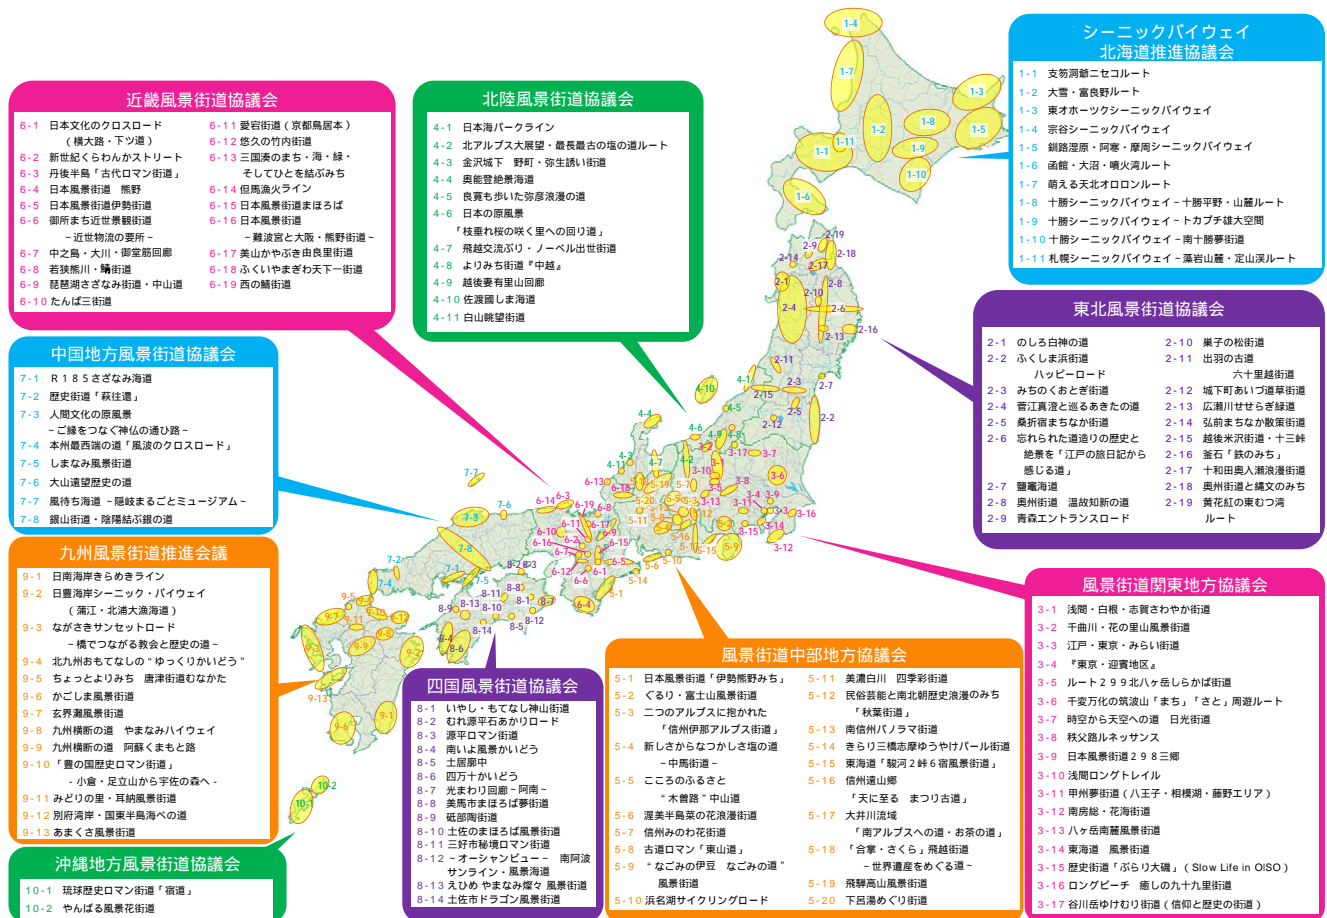 シーニックバイウェイ
北海道推進協議会
1-1 支笏洞爺ニセコルート
1-2 大雪・富良野ルート
1-3 東オホーツクシーニックバイウェイ
1-4 宗谷シーニックバイウェイ
1-5 釧路湿原・阿寒・摩周シーニックバイウェイ
1-6 函館・大沼・噴火湾ルート
1-7 萌える天北オロロンルート
1-8 十勝シーニックバイウェイ~十勝平野・山麓ルート
1-9 十勝シーニックバイウェイ~トカプチ雄大空間
1-10 十勝シーニックバイウェイ~南十勝夢街道
1-11 札幌シーニックバイウェイ~藻岩山麓・定山渓ルート
近畿風景街道協議会
6-1 日本文化のクロスロード
(横大路・下ツ道)
6-2 新世紀くらわんかストリート
6-3 丹後半島「古代ロマン街道」
6-4 日本風景街道 熊野
6-5 日本風景街道伊勢街道
6-6 御所まち近世景観街道
~近世物流の要所~
6-7 中之島・大川・御堂筋回廊
6-8 若狭熊川・鯖街道
6-9 琵琶湖さざなみ街道・中山道
6-10 たんば三街道
6-11 愛宕街道(京都鳥居本)
6-12 悠久の竹内街道
6-13 三国湊のまち・海・緑・
そしてひとを結ぶみち
6-14 但馬漁火ライン
6-15 日本風景街道まほろば
6-16 日本風景街道
~難波宮と大阪・熊野街道~
6-17 美山かやぶき由良里街道
6-18 ふくいやまぎわ天下一街道
6-19 西の鯖街道
北陸風景街道協議会
4-1 日本海パークライン
4-2 北アルプス大展望・最長最古の塩の道ルート
4-3 金沢城下 野町・弥生誘い街道
4-4 奥能登絶景海道
4-5 良寛も歩いた弥彦浪漫の道
4-6 日本の原風景
「枝垂れ桜の咲く里への回り道」
4-7 飛越交流ぶり・ノーベル出世街道
4-8 よりみち街道『中越』
4-9 越後妻有里山回廊
4-10 佐渡國しま海道
4-11 白山眺望街道
東北風景街道協議会
2-1 のしろ白神の道
2-2 ふくしま浜街道
ハッピーロード
2-3 みちのくおとぎ街道
2-4 菅江真澄と巡るあきたの道
2-5 桑折宿まちなか街道
2-6 忘れられた道造りの歴史と
絶景を「江戸の旅日記から
感じる道」
2-7 鹽竈海道
2-8 奥州街道 温故知新の道
2-9 青森エントランスロード
2-10 巣子の松街道
2-11 出羽の古道
六十里越街道
2-12 城下町あいづ道草街道
2-13 広瀬川せせらぎ緑道
2-14 弘前まちなか散策街道
2-15 越後米沢街道・十三峠
2-16 釜石「鉄のみち」
2-17 十和田奥入瀬浪漫街道
2-18 奥州街道と縄文のみち
2-19 黄花紅の東むつ湾
ルート
中国地方風景街道協議会
7-1 R185さざなみ海道
7-2 歴史街道「萩往還」
7-3 人間文化の原風景
~ご縁をつなぐ神仏の通ひ路~
7-4 本州最西端の道「風波のクロスロード」
7-5 しまなみ風景街道
7-6 大山遠望歴史の道
7-7 風待ち海道~隠岐まるごとミュージアム~
7-8 銀山街道・陰陽結ぶ銀の道
九州風景街道推進会議
9-1 日南海岸きらめきライン
9-2 日豊海岸シーニック・バイウェイ
(蒲江・北浦大漁海道)
9-3 ながさきサンセットロード
~橋でつながる教会と歴史の道~
9-4 北九州おもてなしの“ゆっくりかいどう”
9-5 ちょっとよりみち 唐津街道むなかた
9-6 かごしま風景街道
9-7 玄界灘風景街道
9-8 九州横断の道 やまなみハイウェイ
9-9 九州横断の道 阿蘇くまもと路
9-10 「豊の国歴史ロマン街道」
- 小倉・足立山から宇佐の森へ -
9-11 みどりの里・耳納風景街道
9-12 別府湾岸・国東半島海べの道
9-13 あまくさ風景街道
沖縄地方風景街道協議会
10-1 琉球歴史ロマン街道「宿道」
10-2 やんばる風景花街道
四国風景街道協議会
8-1 いやし・もてなし神山街道
8-2 むれ源平石あかりロード
8-3 源平ロマン街道
8-4 南いよ風景かいどう
8-5 土居廓中
8-6 四万十かいどう
8-7 光まわり回廊~阿南~
8-8 美馬市まほろば夢街道
8-9 砥部陶街道
8-10 土佐のまほろば風景街道
8-11 三好市秘境ロマン街道
8-12 ~オーシャンビュー~ 南阿波
サンライン・風景海道
8-13 えひめ やまなみ燦々 風景街道
8-14 土佐市ドラゴン風景街道
風景街道中部地方協議会
5-1 日本風景街道「伊勢熊野みち」
5-2 ぐるり・富士山風景街道
5-3 二つのアルプスに抱かれた
「信州伊那アルプス街道」
5-4 新しさからなつかしさ塩の道
~中馬街道~
5-5 こころのふるさと
“木曽路”中山道
5-6 渥美半島菜の花浪漫街道
5-7 信州みのわ花街道
5-8 古道ロマン「東山道」
5-9 “なごみの伊豆 なごみの道”
風景街道
5-10 浜名湖サイクリングロード
5-11 美濃白川 四季彩街道
5-12 民俗芸能と南北朝歴史浪漫のみち
「秋葉街道」
5-13 南信州パノラマ街道
5-14 きらり三橋志摩ゆうやけパール街道
5-15 東海道「駿河2峠6宿風景街道」
5-16 信州遠山郷
「天に至る まつり古道」
5-17 大井川流域
「南アルプスへの道・お茶の道」
5-18 「合掌・さくら」飛越街道
~世界遺産をめぐる道~
5-19 飛騨高山風景街道
5-20 下呂湯めぐり街道
風景街道関東地方協議会
3-1 浅間・白根・志賀さわやか街道
3-2 千曲川・花の里山風景街道
3-3 江戸・東京・みらい街道
3-4 『東京・迎賓地区』
3-5 ルート299北八ヶ岳しらかば街道
3-6 千変万化の筑波山「まち」「さと」周遊ルート
3-7 時空から天空への道 日光街道
3-8 秩父路ルネッサンス
3-9 日本風景街道298三郷
3-10 浅間ロングトレイル
3-11 甲州夢街道(八王子・相模湖・藤野エリア)
3-12 南房総・花海街道
3-13 八ヶ岳南麓風景街道
3-14 東海道 風景街道
3-15 歴史街道「ぶらり大磯」(Slow Life in OISO)
3-16 ロングビーチ 癒しの九十九里街道
3-17 谷川岳ゆけむり街道(信仰と歴史の街道)